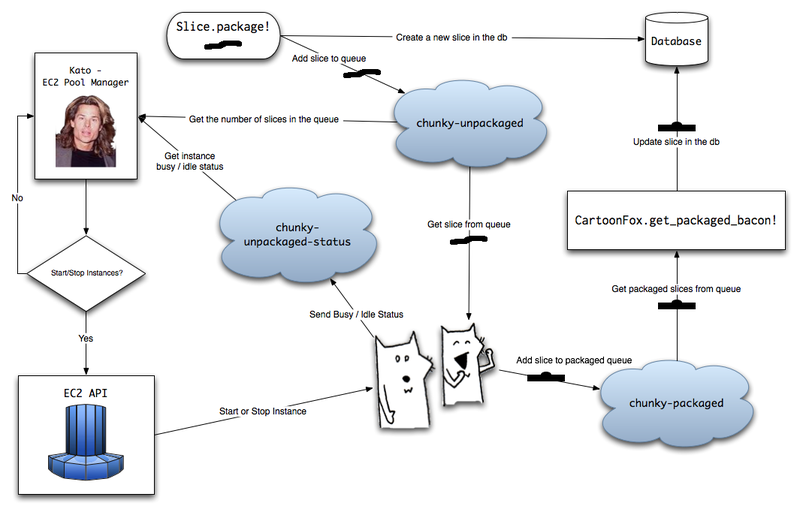 Slice.package!
Create a new slice in the db
Database
Add slice to queue
Kato -
EC2 Pool Manager
chunky-unpackaged
Get the number of slices in the queue
Update slice in the db
Get instance
busy / idle status
No
chunky-
unpackaged-status
Get slice from queue
CartoonFox.get_packaged_bacon!
Start/Stop Instances?
Get packaged slices from queue
Send Busy / Idle Status
Yes
Add slice to packaged queue
EC2 API
Start or Stop Instance
chunky-packaged